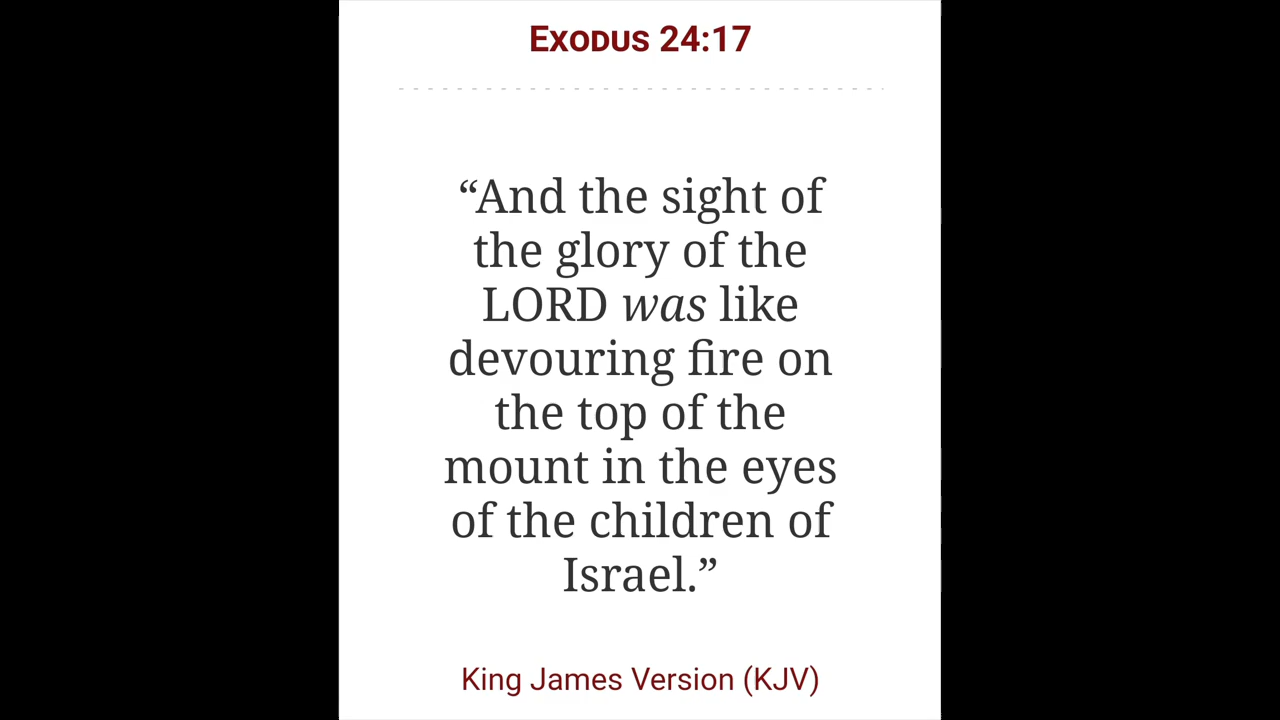 Exodus 24:17
“And the sight of
the glory of the
LORD was like
devouring fire on
the top of the
mount in the eyes
of the children of
Israel.”
King James Version (KJV)